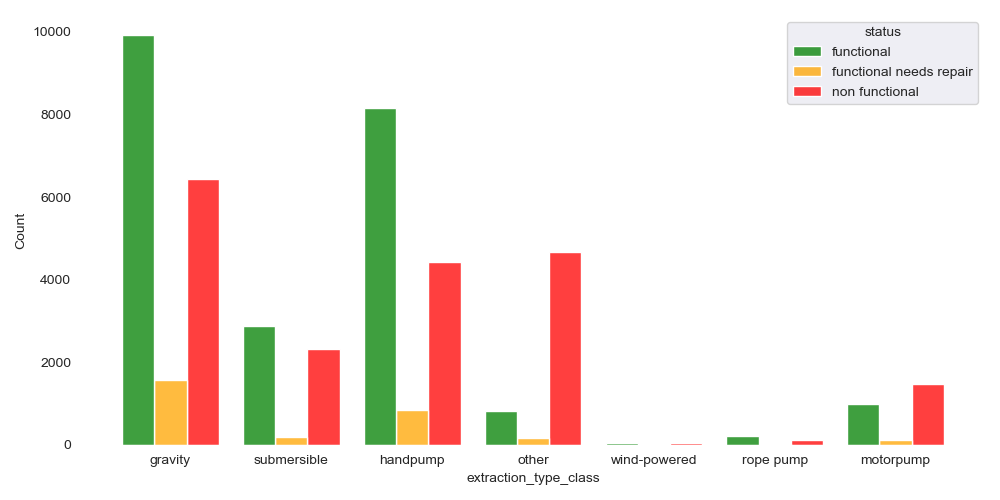 10000
8000
6000
4000
2000
0
Count
gravity
submersible
handpump
other
wind-powered
rope pump
motorpump
extraction_type_class
status
functional
functional needs repair
non functional